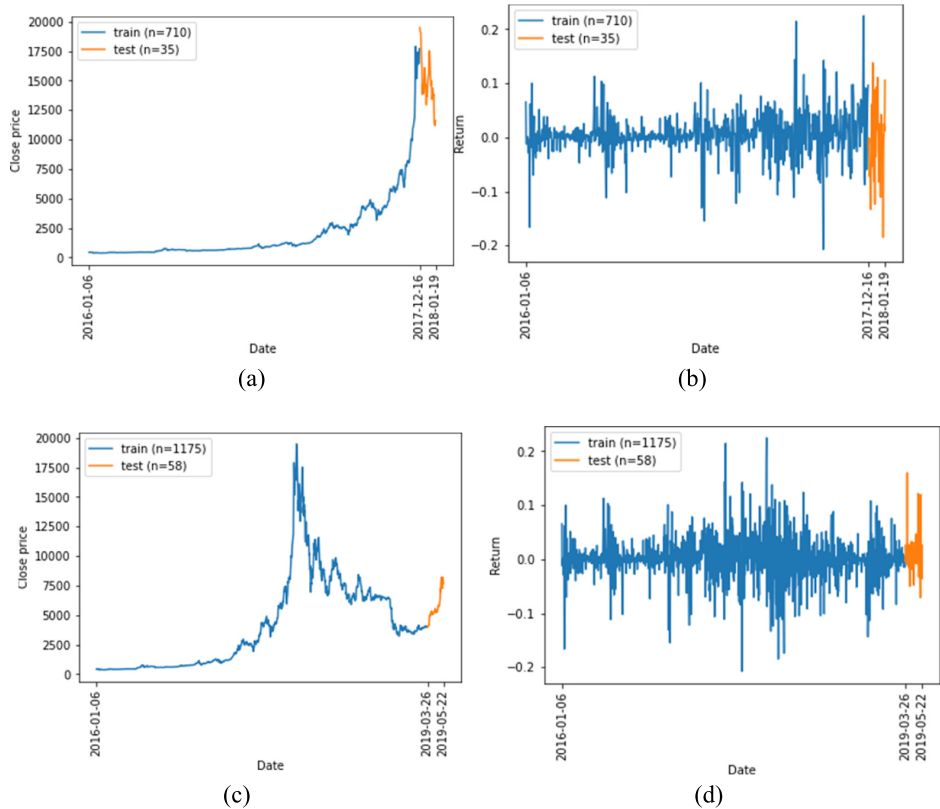 20000
17500
15000
12500
10000
7500
5000
2500
0
Close price
train (n=710)
test (n=35)
2016-01-06
2017-12-16
2018-01-19
Date
(a)
0.2
0.1
0.0
−0.1
−0.2
Return
train (n=710)
test (n=35)
2016-01-06
2017-12-16
2018-01-19
Date
(b)
20000
17500
15000
12500
10000
7500
5000
2500
0
Close price
train (n=1175)
test (n=58)
2016-01-06
2019-03-26
2019-05-22
Date
(c)
0.2
0.1
0.0
−0.1
−0.2
Return
train (n=1175)
test (n=58)
2016-01-06
2019-03-26
2019-05-22
Date
(d)